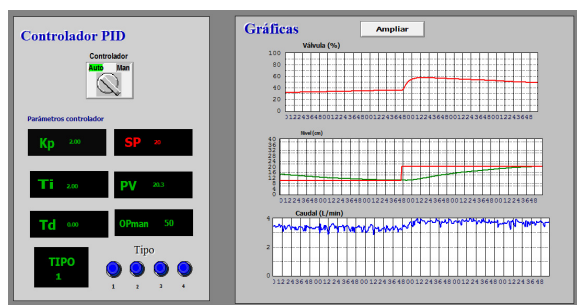 Controlador PID
Controlador
Auto Man
Parámetros controlador
Kp 2.00
SP 20
Ti 2.00
PV 20.3
Td 0.00
OPman 50
TIPO
1
Tipo
1 2 3 4
Gráficas
Ampliar
Válvula (%)
100
80
60
40
20
0
Nivel (cm)
40
36
32
28
24
20
16
12
8
4
0
Caudal (L/min)
4
2
0